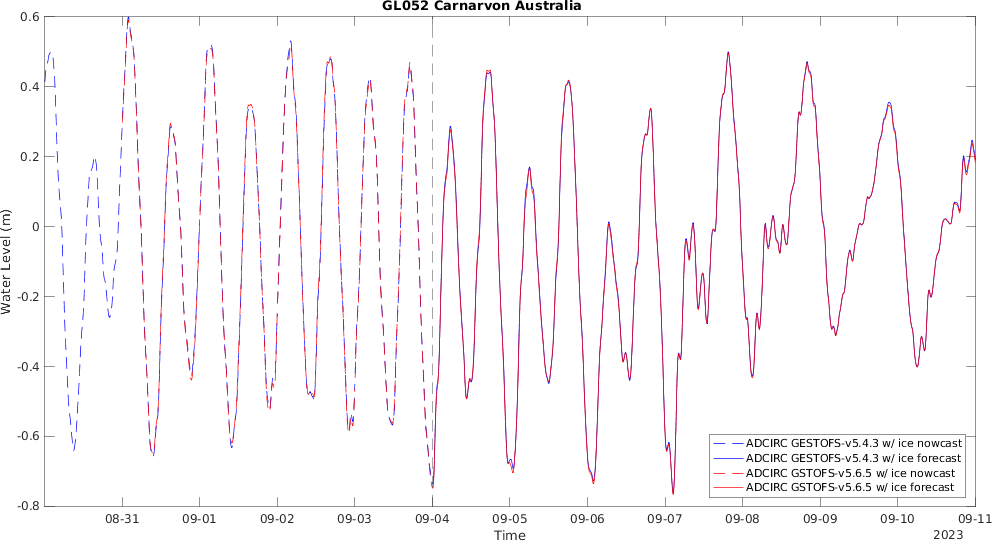 GL052 Carnarvon Australia
0.6
0.4
0.2
0
-0.2
-0.4
-0.6
-0.8
Water Level (m)
ADCIRC GESTOFS-v5.4.3 w/ ice nowcast
ADCIRC GESTOFS-v5.4.3 w/ ice forecast
ADCIRC GSTOFS-v5.6.5 w/ ice nowcast
ADCIRC GSTOFS-v5.6.5 w/ ice forecast
08-31 09-01 09-02 09-03 09-04 09-05 09-06 09-07 09-08 09-09 09-10 09-11
Time
2023